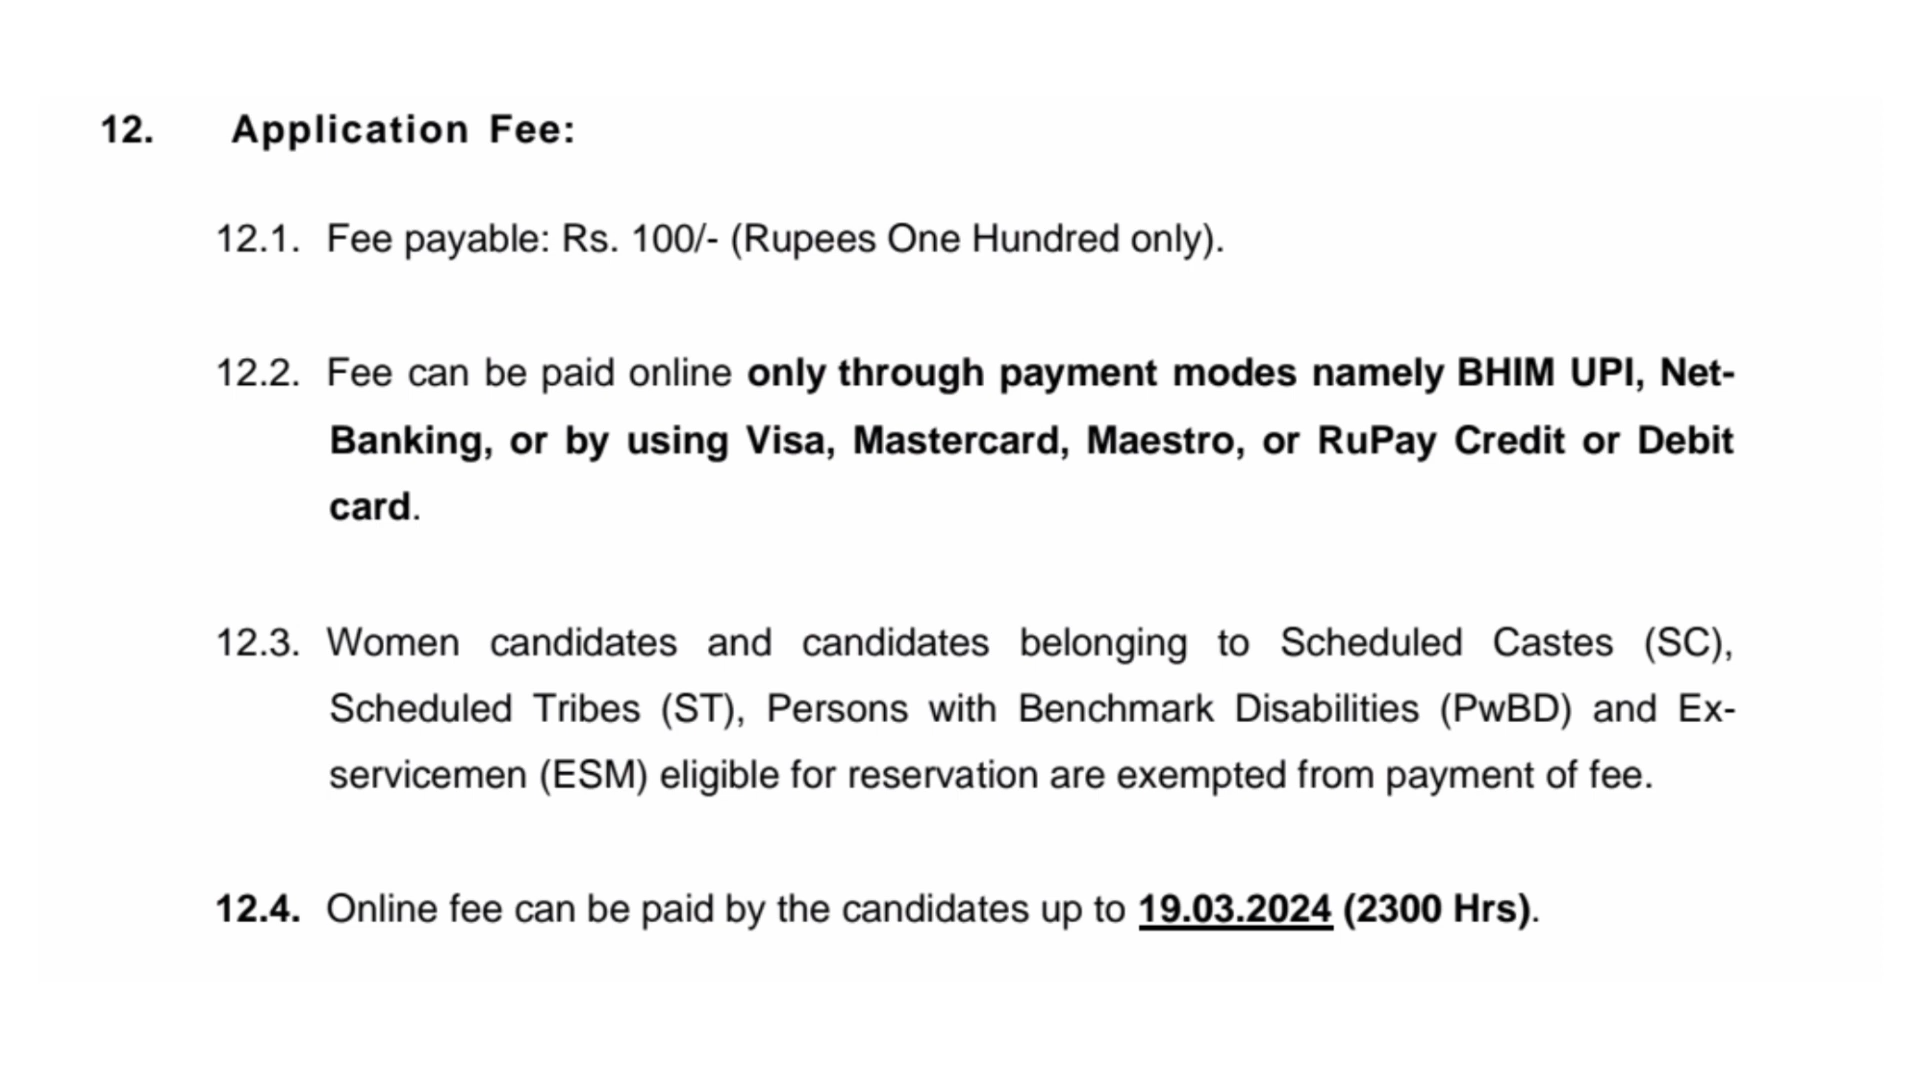 12. Application Fee:
12.1. Fee payable: Rs. 100/- (Rupees One Hundred only).
12.2. Fee can be paid online only through payment modes namely BHIM UPI, Net-
Banking, or by using Visa, Mastercard, Maestro, or RuPay Credit or Debit
card.
12.3. Women candidates and candidates belonging to Scheduled Castes (SC),
Scheduled Tribes (ST), Persons with Benchmark Disabilities (PwBD) and Ex-
servicemen (ESM) eligible for reservation are exempted from payment of fee.
12.4. Online fee can be paid by the candidates up to 19.03.2024 (2300 Hrs).